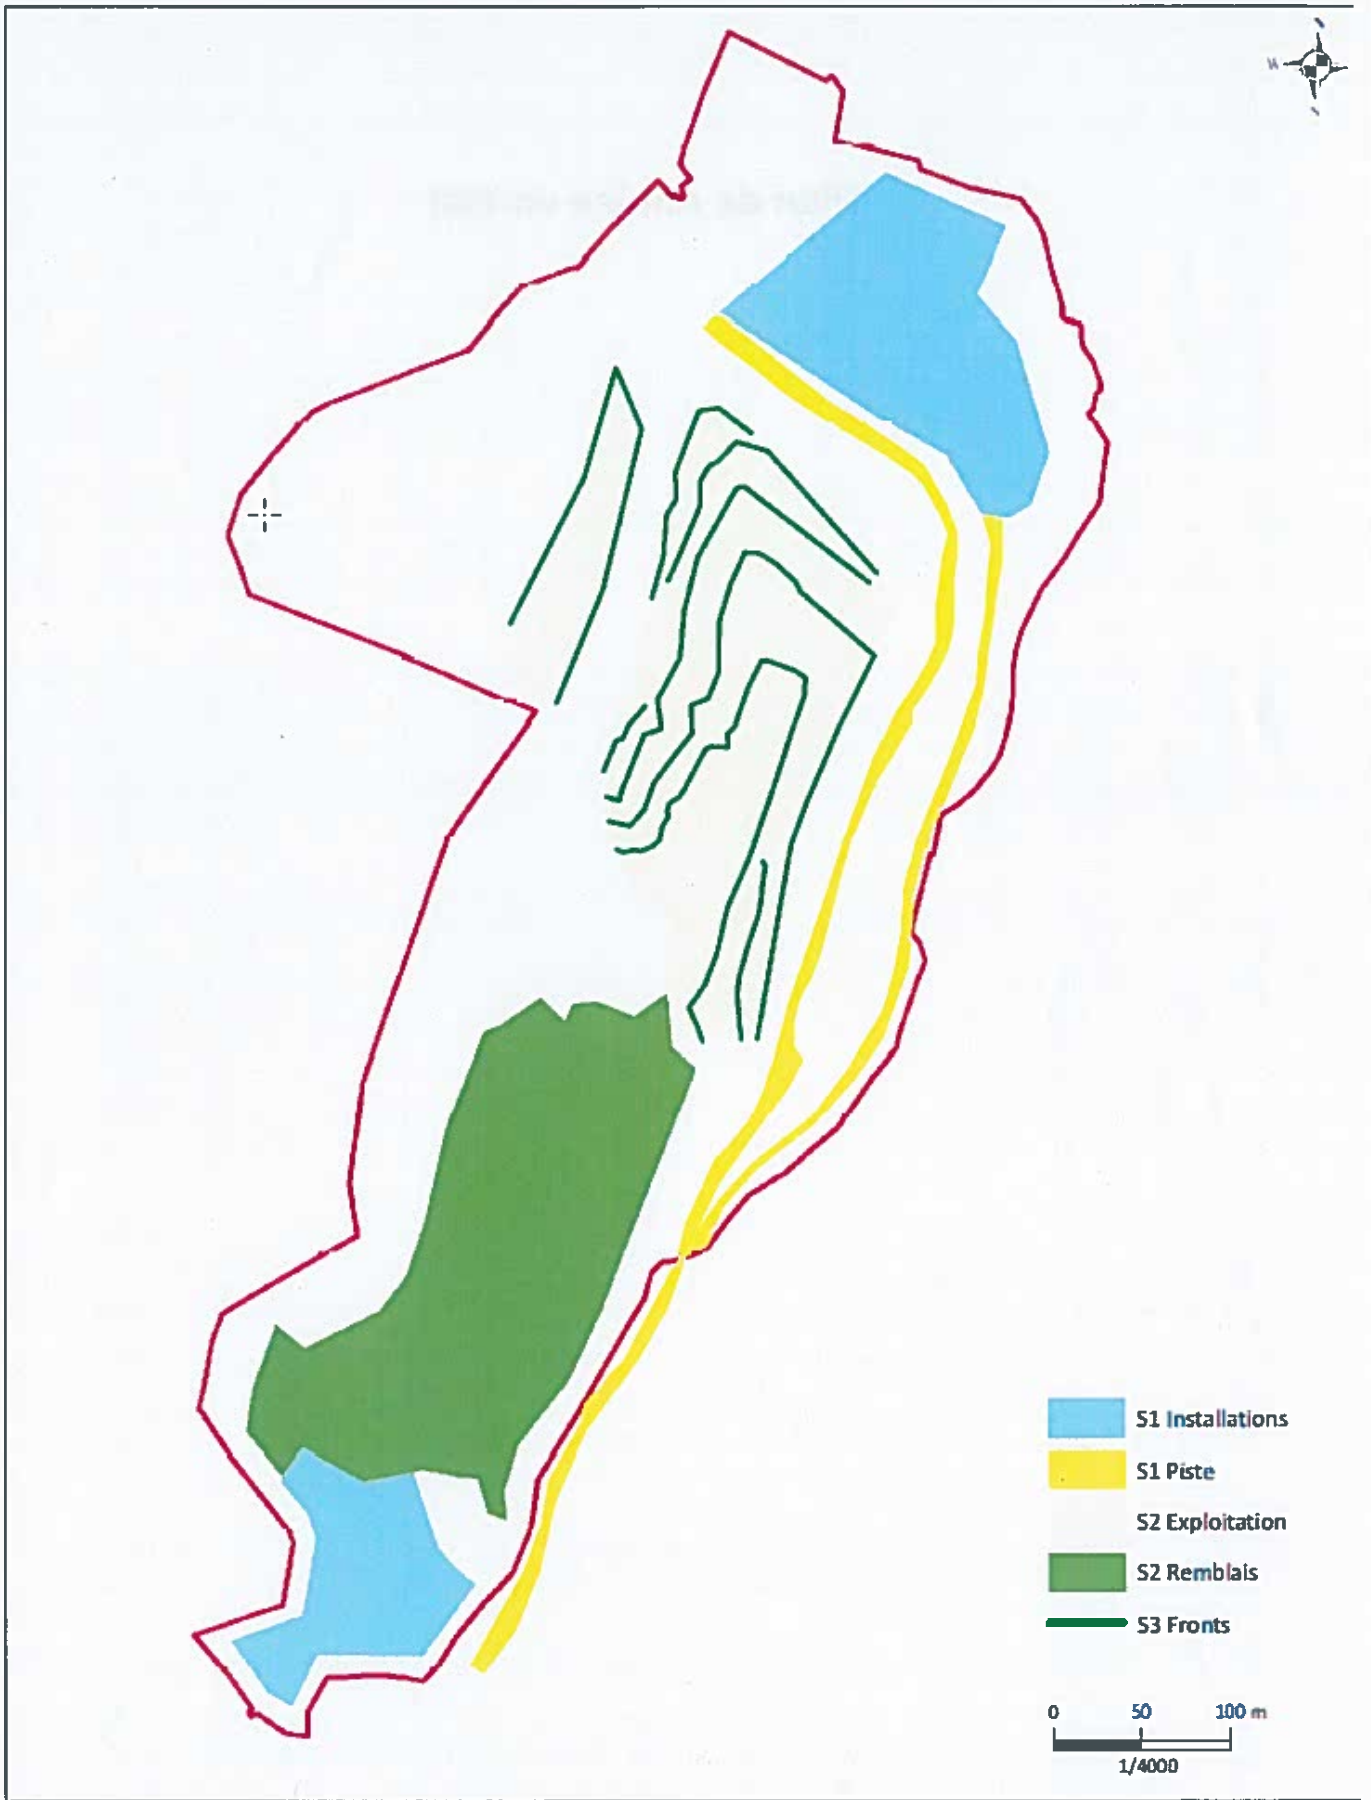 W
S1 Installations
S1 Piste
S2 Exploitation
S2 Remblais
S3 Fronts
0 50 100 m
1/4000